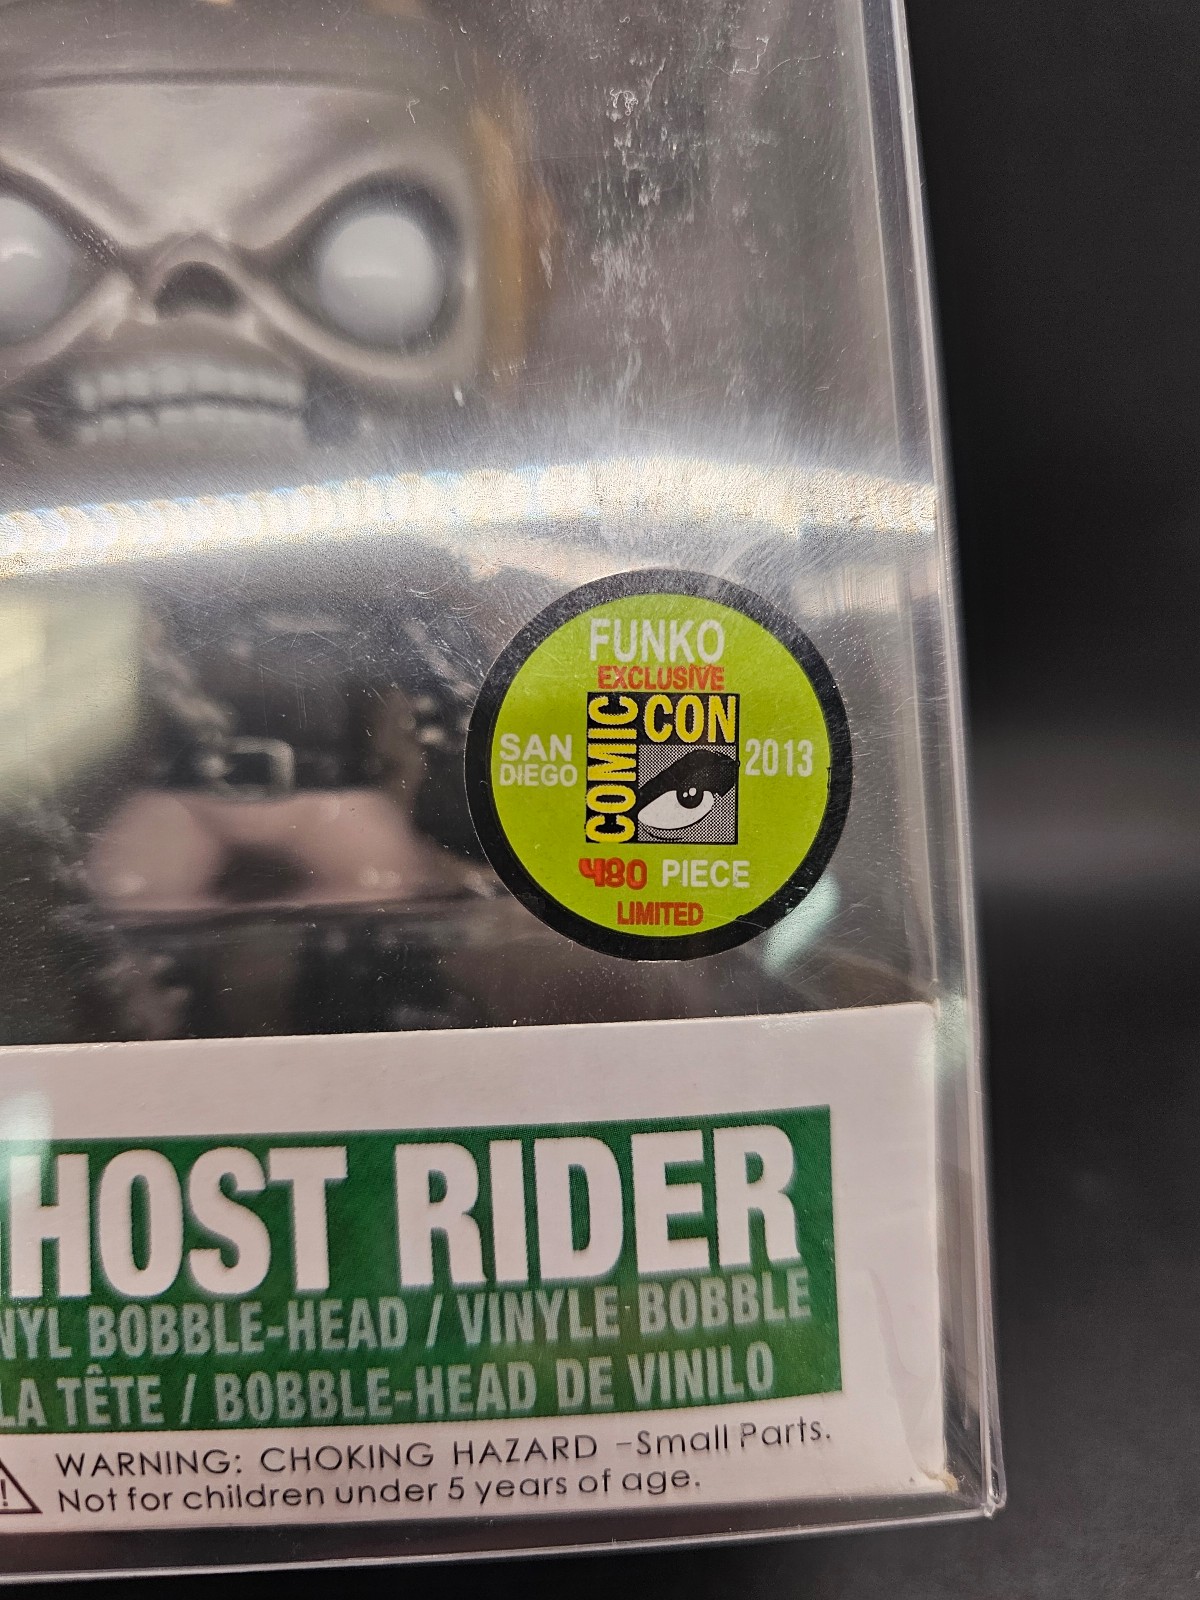 FUNKO
EXCLUSIVE
COMIC CON
SAN DIEGO
2013
480 PIECE
LIMITED
HOST RIDER
NYL BOBBLE-HEAD / VINYLE BOBBLE
LA TÊTE / BOBBLE-HEAD DE VINILO
! WARNING: CHOKING HAZARD -Small Parts.
Not for children under 5 years of age.